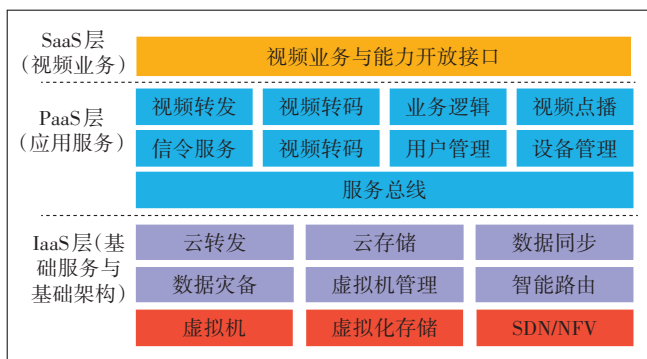 SaaS层
(视频业务)
视频业务与能力开放接口
PaaS层
(应用服务)
视频转发 视频转码 业务逻辑 视频点播
信令服务 视频转码 用户管理 设备管理
服务总线
IaaS层(基
础服务与
基础架构)
云转发 云存储 数据同步
数据灾备 虚拟机管理 智能路由
虚拟机 虚拟化存储 SDN/NFV